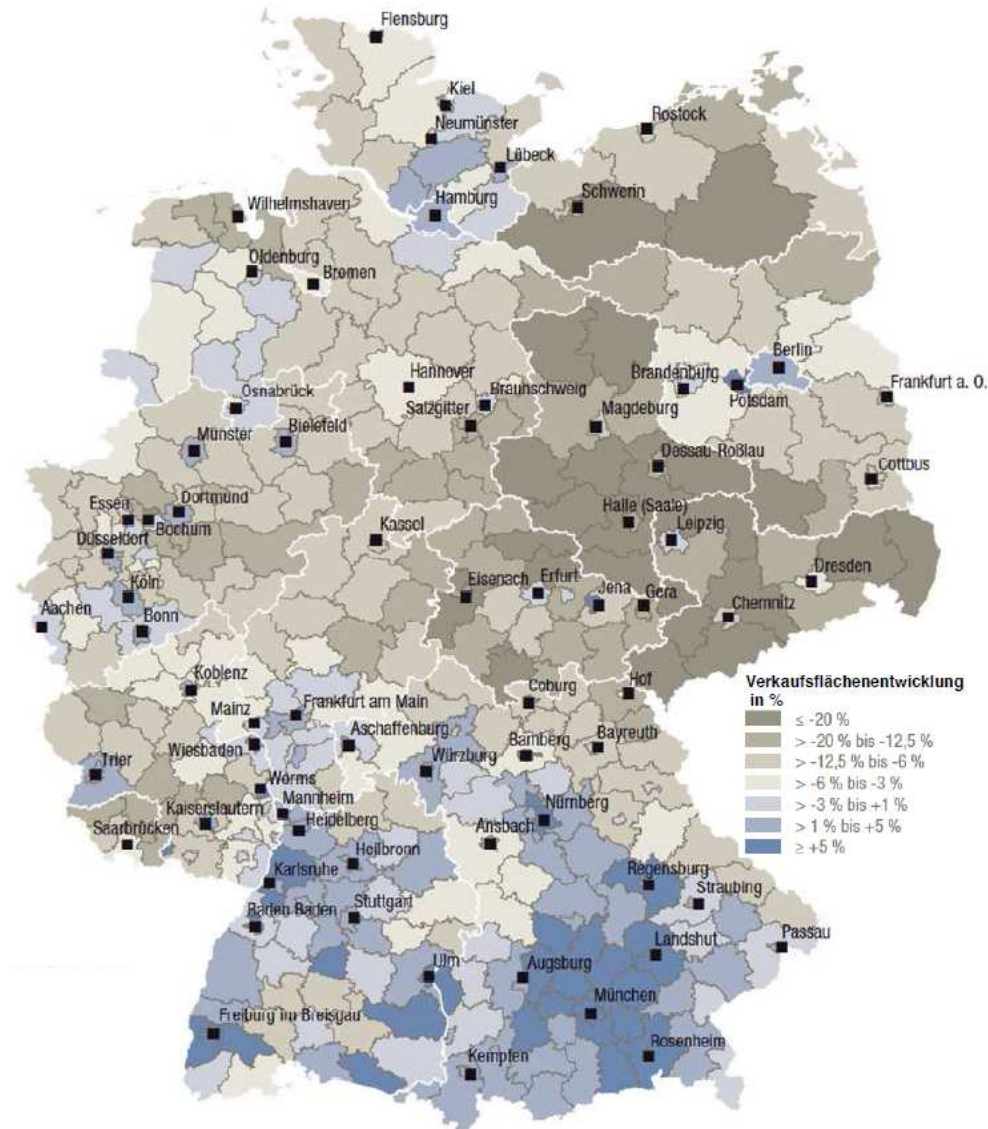 Flensburg
Kiel
Neumünster
Rostock
Lübeck
Schwerin
Wilhelmshaven
Hamburg
Oldenburg
Bremen
Berlin
Hannover
Braunschweig
Brandenburg
Potsdam
Frankfurt a. O.
Osnabrück
Salzgitter
Magdeburg
Münster
Bielefeld
Dessau-Roßlau
Cottbus
Essen
Dortmund
Bochum
Halle (Saale)
Leipzig
Düsseldorf
Kassel
Dresden
Köln
Eisenach
Erfurt
Jena
Gera
Aachen
Bonn
Chemnitz
Koblenz
Coburg
Hof
Verkaufsflächenentwicklung
in %
≤ -20 %
> -20 % bis -12,5 %
> -12,5 % bis -6 %
> -6 % bis -3 %
> -3 % bis +1 %
> 1 % bis +5 %
≥ +5 %
Frankfurt am Main
Mainz
Aschaffenburg
Wiesbaden
Bamberg
Bayreuth
Trier
Würzburg
Worms
Kaiserslautern
Mannheim
Nürnberg
Saarbrücken
Heidelberg
Ansbach
Heilbronn
Karlsruhe
Regensburg
Straubing
Baden Baden
Stuttgart
Passau
Landshut
Ulm
Augsburg
München
Freiburg im Breisgau
Rosenheim
Kempten